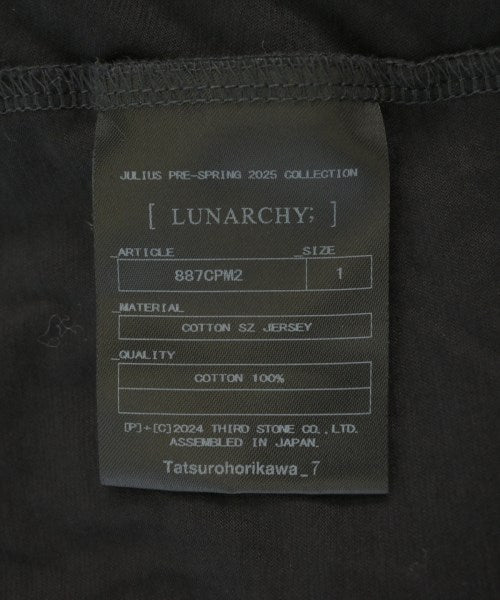 JULIUS PRE-SPRING 2025 COLLECTION
[ LUNARCHY; ]
_ARTICLE _SIZE
887CPM2 1
_MATERIAL
COTTON SZ JERSEY
_QUALITY
COTTON 100%
[P]+[C]2024 THIRD STONE CO.,LTD.
ASSEMBLED IN JAPAN.
Tatsurohorikawa_7